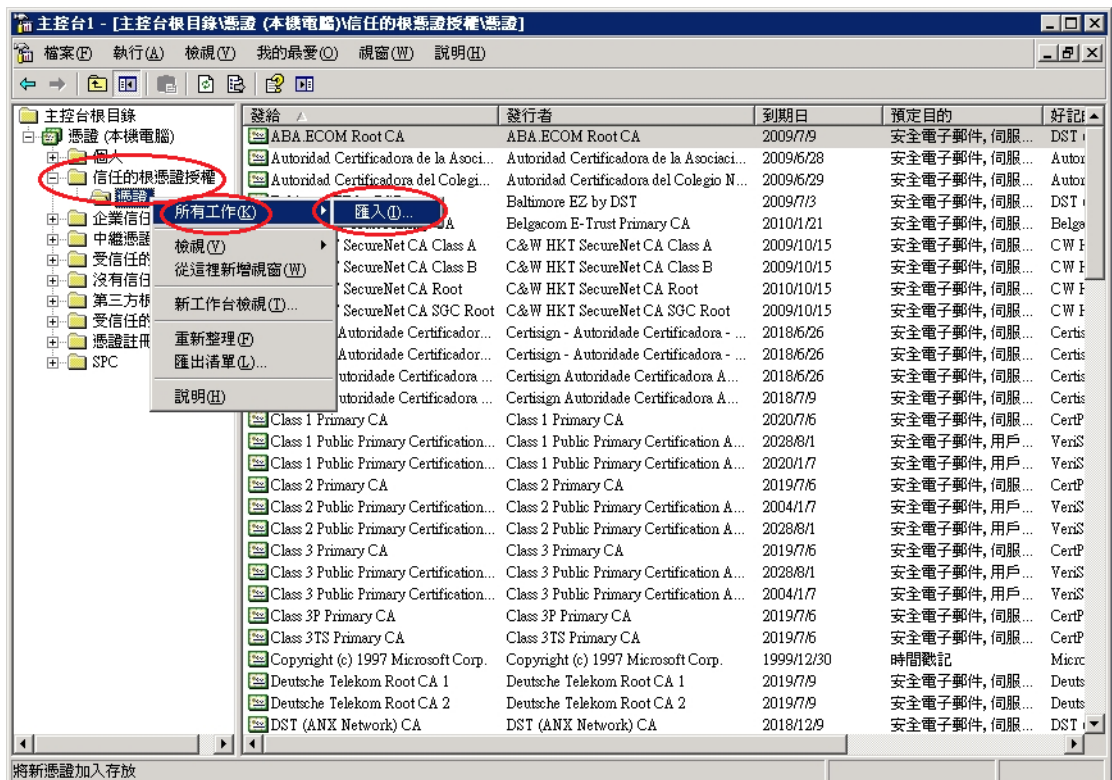 主控台1 - [主控台根目錄\憑證 (本機電腦)\信任的根憑證授權\憑證]
檔案(F) 執行(A) 檢視(V) 我的最愛(O) 視窗(W) 說明(H)
主控台根目錄
憑證 (本機電腦)
個人
信任的根憑證授權
憑證
企業信任
中繼憑證
受信任的
沒有信任
第三方根
受信任的
憑證註冊
SPC
所有工作(K)
匯入(I)...
檢視(V)
從這裡新增視窗(W)
新工作台檢視(T)...
重新整理(F)
匯出清單(L)...
說明(H)
發給 發行者 到期日 預定目的 好記
ABA.ECOM Root CA ABA.ECOM Root CA 2009/7/9 安全電子郵件, 伺服... DST
Autoridad Certificadora de la Asoci... Autoridad Certificadora de la Asociaci... 2009/6/28 安全電子郵件, 伺服... Autor
Autoridad Certificadora del Colegi... Autoridad Certificadora del Colegio N... 2009/6/29 安全電子郵件, 伺服... Autor
Baltimore EZ by DST 2009/7/3 安全電子郵件, 伺服... DST
CA Belgacom E-Trust Primary CA 2010/1/21 安全電子郵件, 伺服... Belga
SecureNet CA Class A C&W HKT SecureNet CA Class A 2009/10/15 安全電子郵件, 伺服... CW H
SecureNet CA Class B C&W HKT SecureNet CA Class B 2009/10/15 安全電子郵件, 伺服... CW H
SecureNet CA Root C&W HKT SecureNet CA Root 2010/10/15 安全電子郵件, 伺服... CW H
SecureNet CA SGC Root C&W HKT SecureNet CA SGC Root 2009/10/15 安全電子郵件, 伺服... CW H
Autoridade Certificador... Certisign - Autoridade Certificadora - ... 2018/6/26 安全電子郵件, 伺服... Certis
Autoridade Certificador... Certisign - Autoridade Certificadora - ... 2018/6/26 安全電子郵件, 伺服... Certis
utoridade Certificadora ... Certisign Autoridade Certificadora A... 2018/6/26 安全電子郵件, 伺服... Certis
utoridade Certificadora ... Certisign Autoridade Certificadora A... 2018/7/9 安全電子郵件, 伺服... Certis
Class 1 Primary CA Class 1 Primary CA 2020/7/6 安全電子郵件, 伺服... CertP
Class 1 Public Primary Certification... Class 1 Public Primary Certification A... 2028/8/1 安全電子郵件, 用戶... VeriS
Class 1 Public Primary Certification... Class 1 Public Primary Certification A... 2020/1/7 安全電子郵件, 用戶... VeriS
Class 2 Primary CA Class 2 Primary CA 2019/7/6 安全電子郵件, 伺服... CertP
Class 2 Public Primary Certification... Class 2 Public Primary Certification A... 2004/1/7 安全電子郵件, 用戶... VeriS
Class 2 Public Primary Certification... Class 2 Public Primary Certification A... 2028/8/1 安全電子郵件, 用戶... VeriS
Class 3 Primary CA Class 3 Primary CA 2019/7/6 安全電子郵件, 伺服... CertP
Class 3 Public Primary Certification... Class 3 Public Primary Certification A... 2028/8/1 安全電子郵件, 用戶... VeriS
Class 3 Public Primary Certification... Class 3 Public Primary Certification A... 2004/1/7 安全電子郵件, 用戶... VeriS
Class 3P Primary CA Class 3P Primary CA 2019/7/6 安全電子郵件, 伺服... CertP
Class 3TS Primary CA Class 3TS Primary CA 2019/7/6 安全電子郵件, 伺服... CertP
Copyright (c) 1997 Microsoft Corp. Copyright (c) 1997 Microsoft Corp. 1999/12/30 時間戳記 Micro
Deutsche Telekom Root CA 1 Deutsche Telekom Root CA 1 2019/7/9 安全電子郵件, 伺服... Deuts
Deutsche Telekom Root CA 2 Deutsche Telekom Root CA 2 2019/7/9 安全電子郵件, 伺服... Deuts
DST (ANX Network) CA DST (ANX Network) CA 2018/12/9 安全電子郵件, 伺服... DST
將新憑證加入存放